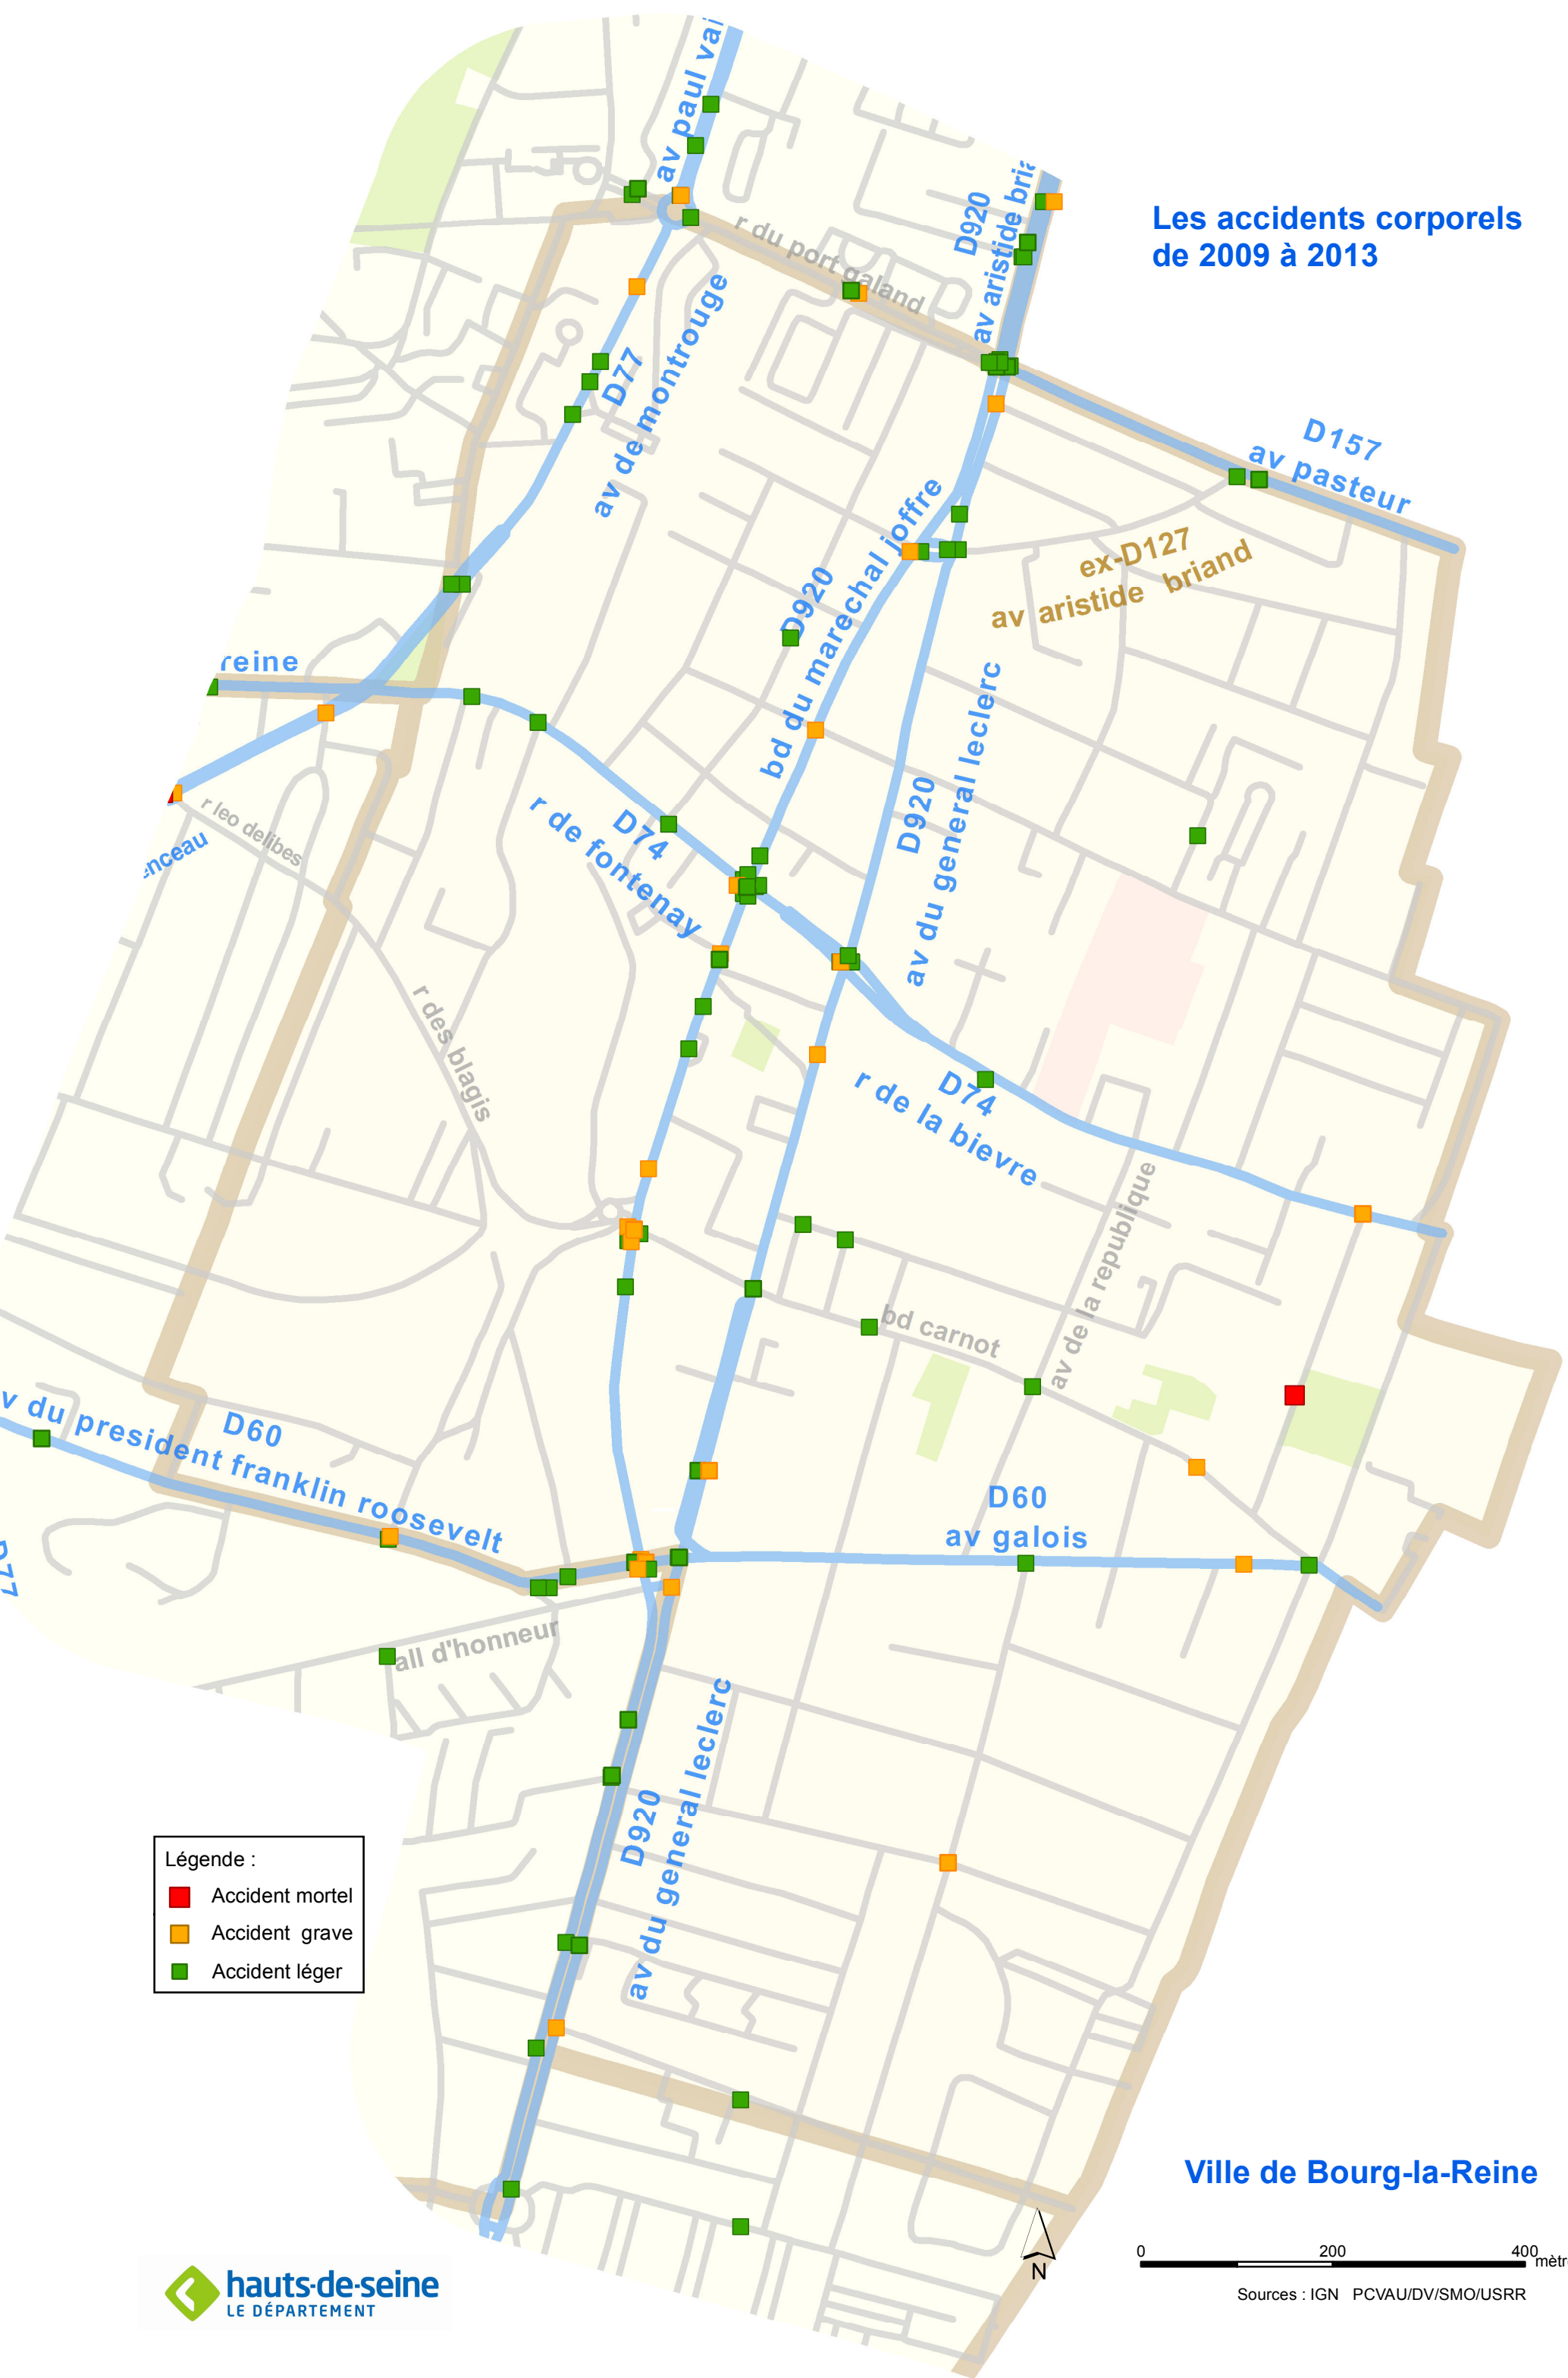 Les accidents corporels
de 2009 à 2013
av paul vai
r du port galand
D920
av aristide bria
D77
av de montrouge
D157
av pasteur
ex-D127
av aristide briand
D920
bd du marechal joffre
reine
D920
av du general leclerc
D74
r de fontenay
r leo delibes
enceau
r des blagis
D74
r de la bievre
av de la republique
bd carnot
v du president franklin roosevelt
D60
D60
av galois
D77
all d'honneur
D920
av du general leclerc
Légende :
Accident mortel
Accident grave
Accident léger
Ville de Bourg-la-Reine
N
0 200 400 mètr
Sources : IGN PCVAU/DV/SMO/USRR
hauts-de-seine
LE DÉPARTEMENT